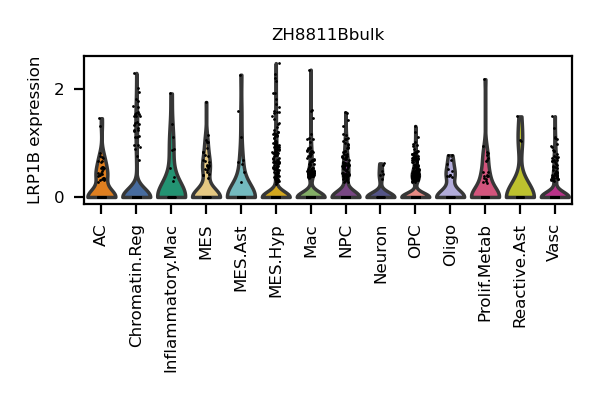 ZH8811Bbulk
LRP1B expression
2
0
AC
Chromatin.Reg
Inflammatory.Mac
MES
MES.Ast
MES.Hyp
Mac
NPC
Neuron
OPC
Oligo
Prolif.Metab
Reactive.Ast
Vasc